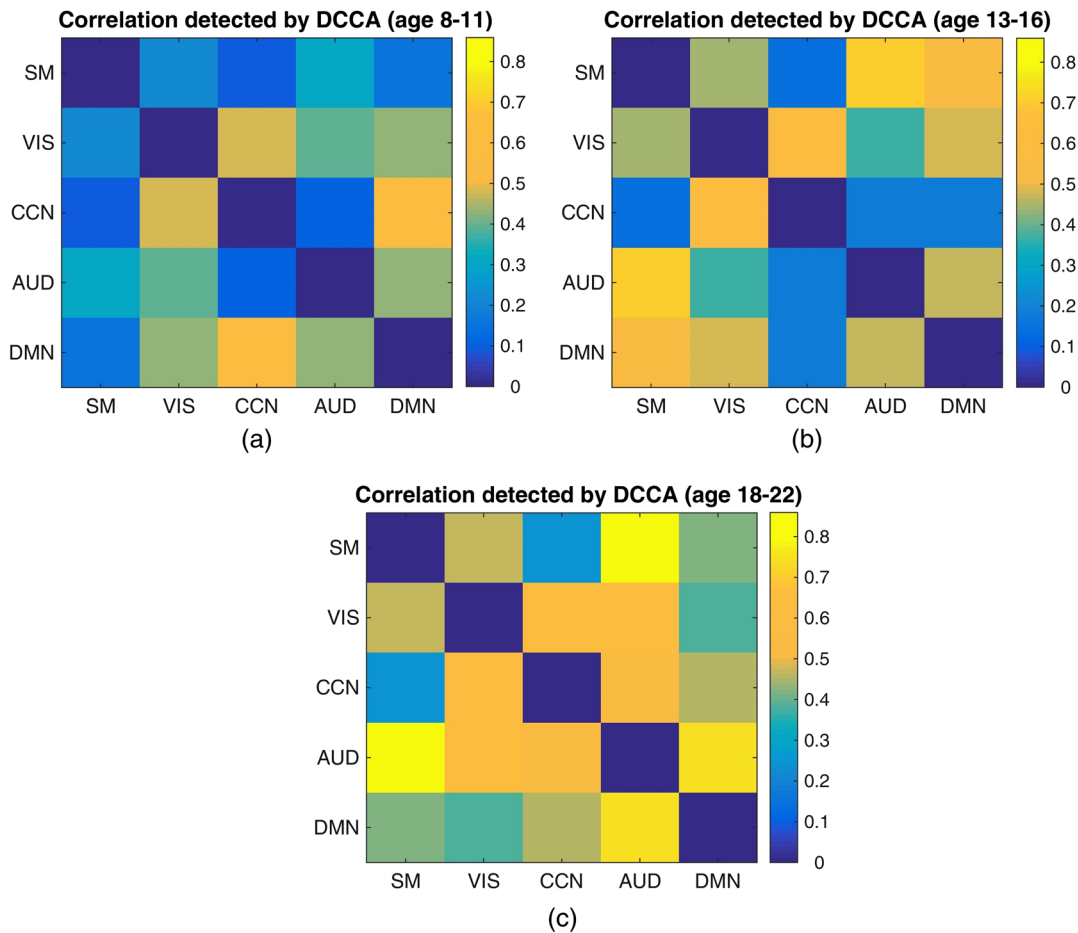 Correlation detected by DCCA (age 8-11)
SM
VIS
CCN
AUD
DMN
SM VIS CCN AUD DMN
0.8
0.7
0.6
0.5
0.4
0.3
0.2
0.1
0
(a)
Correlation detected by DCCA (age 13-16)
SM
VIS
CCN
AUD
DMN
SM VIS CCN AUD DMN
0.8
0.7
0.6
0.5
0.4
0.3
0.2
0.1
0
(b)
Correlation detected by DCCA (age 18-22)
SM
VIS
CCN
AUD
DMN
SM VIS CCN AUD DMN
0.8
0.7
0.6
0.5
0.4
0.3
0.2
0.1
0
(c)